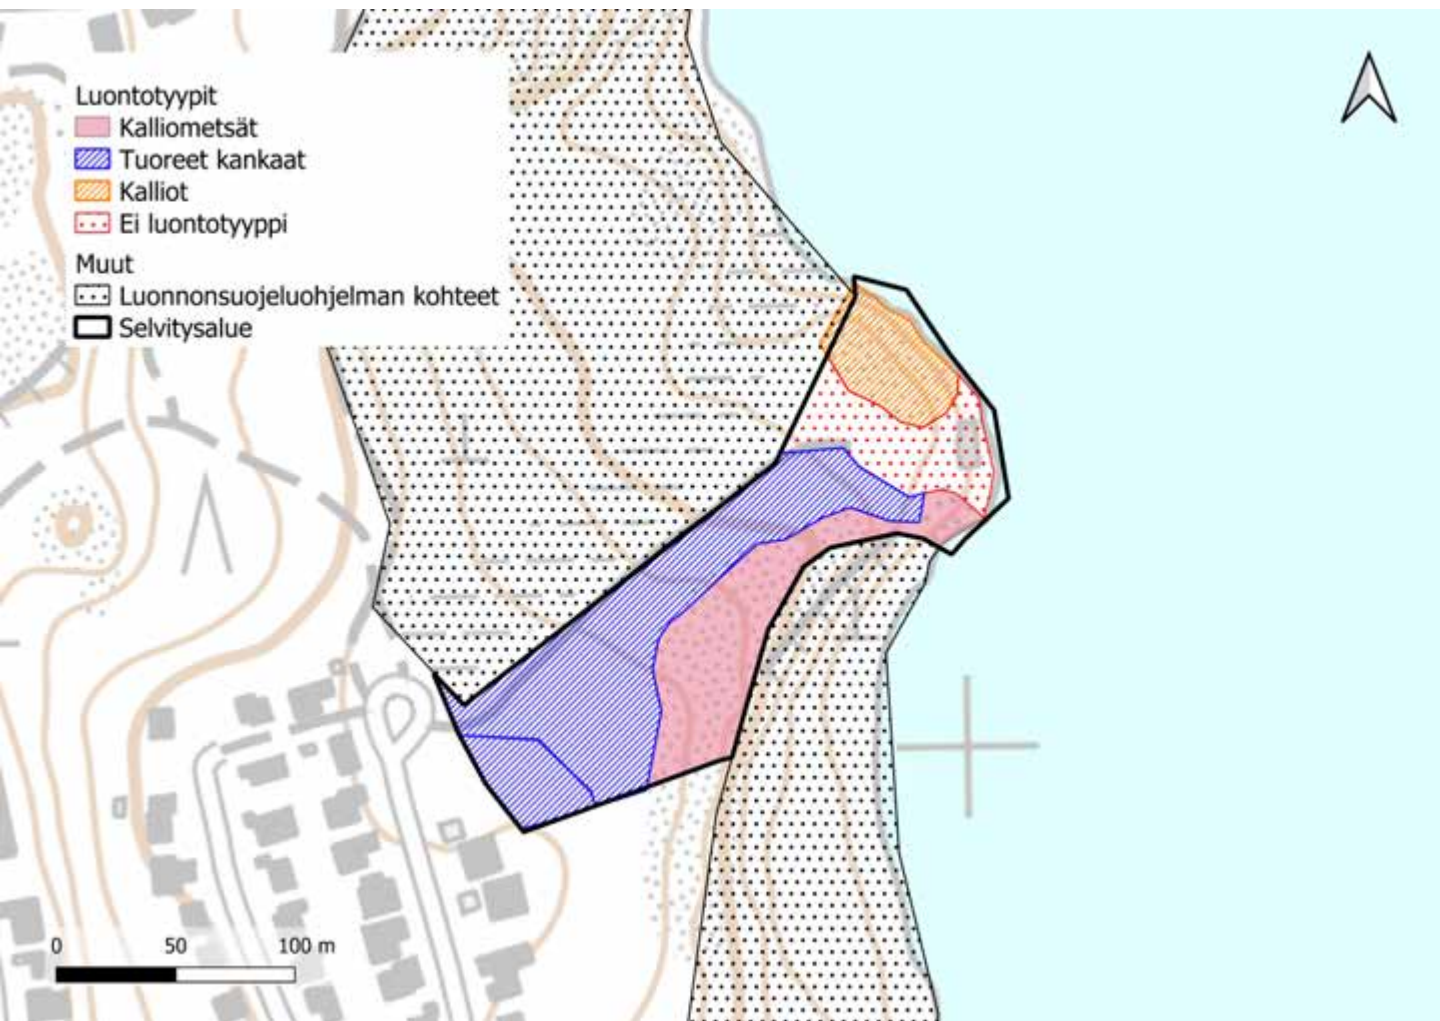 Luontotyypit
Kalliometsät
Tuoreet kankaat
Kalliot
Ei luontotyyppi
Muut
Luonnonsuojeluohjelman kohteet
Selvitysalue
0 50 100 m